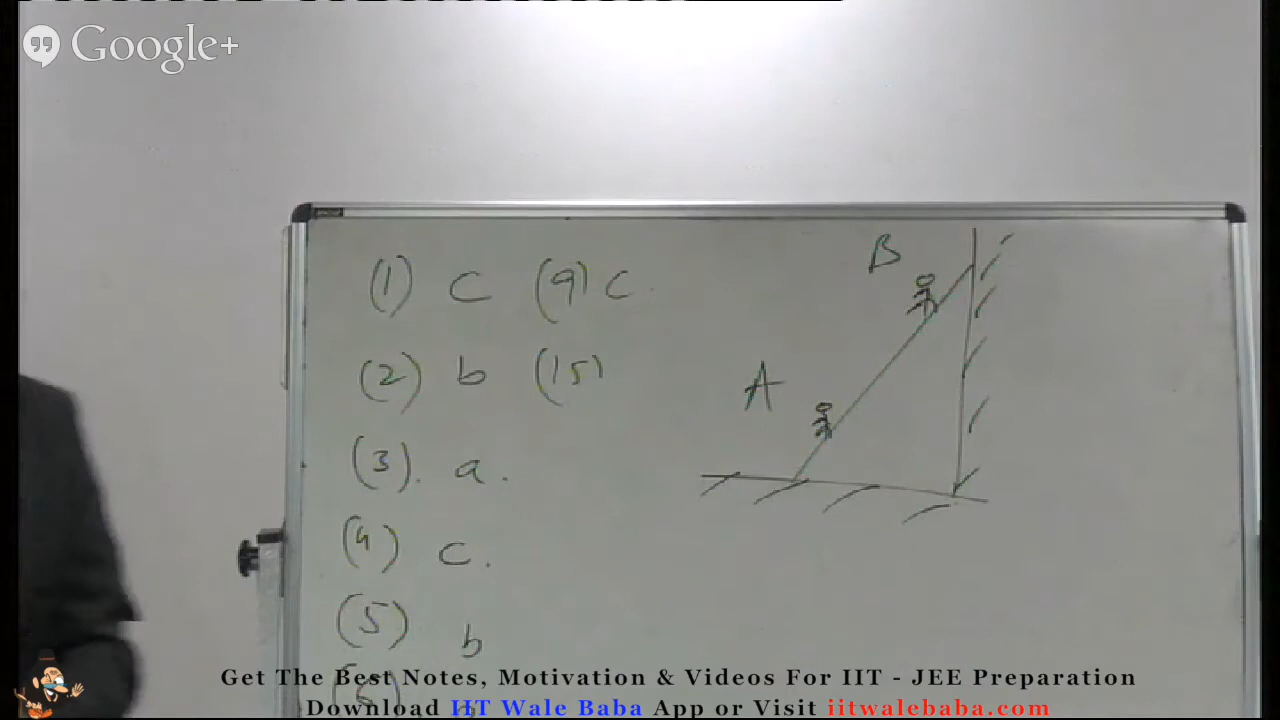 Google+
(1) C (9) C.
(2) b (15)
(3). a.
(4) C.
(5) b
B
A
Get The Best Notes, Motivation & Videos For IIT - JEE Preparation
Download IIT Wale Baba App or Visit iitwalebaba.com